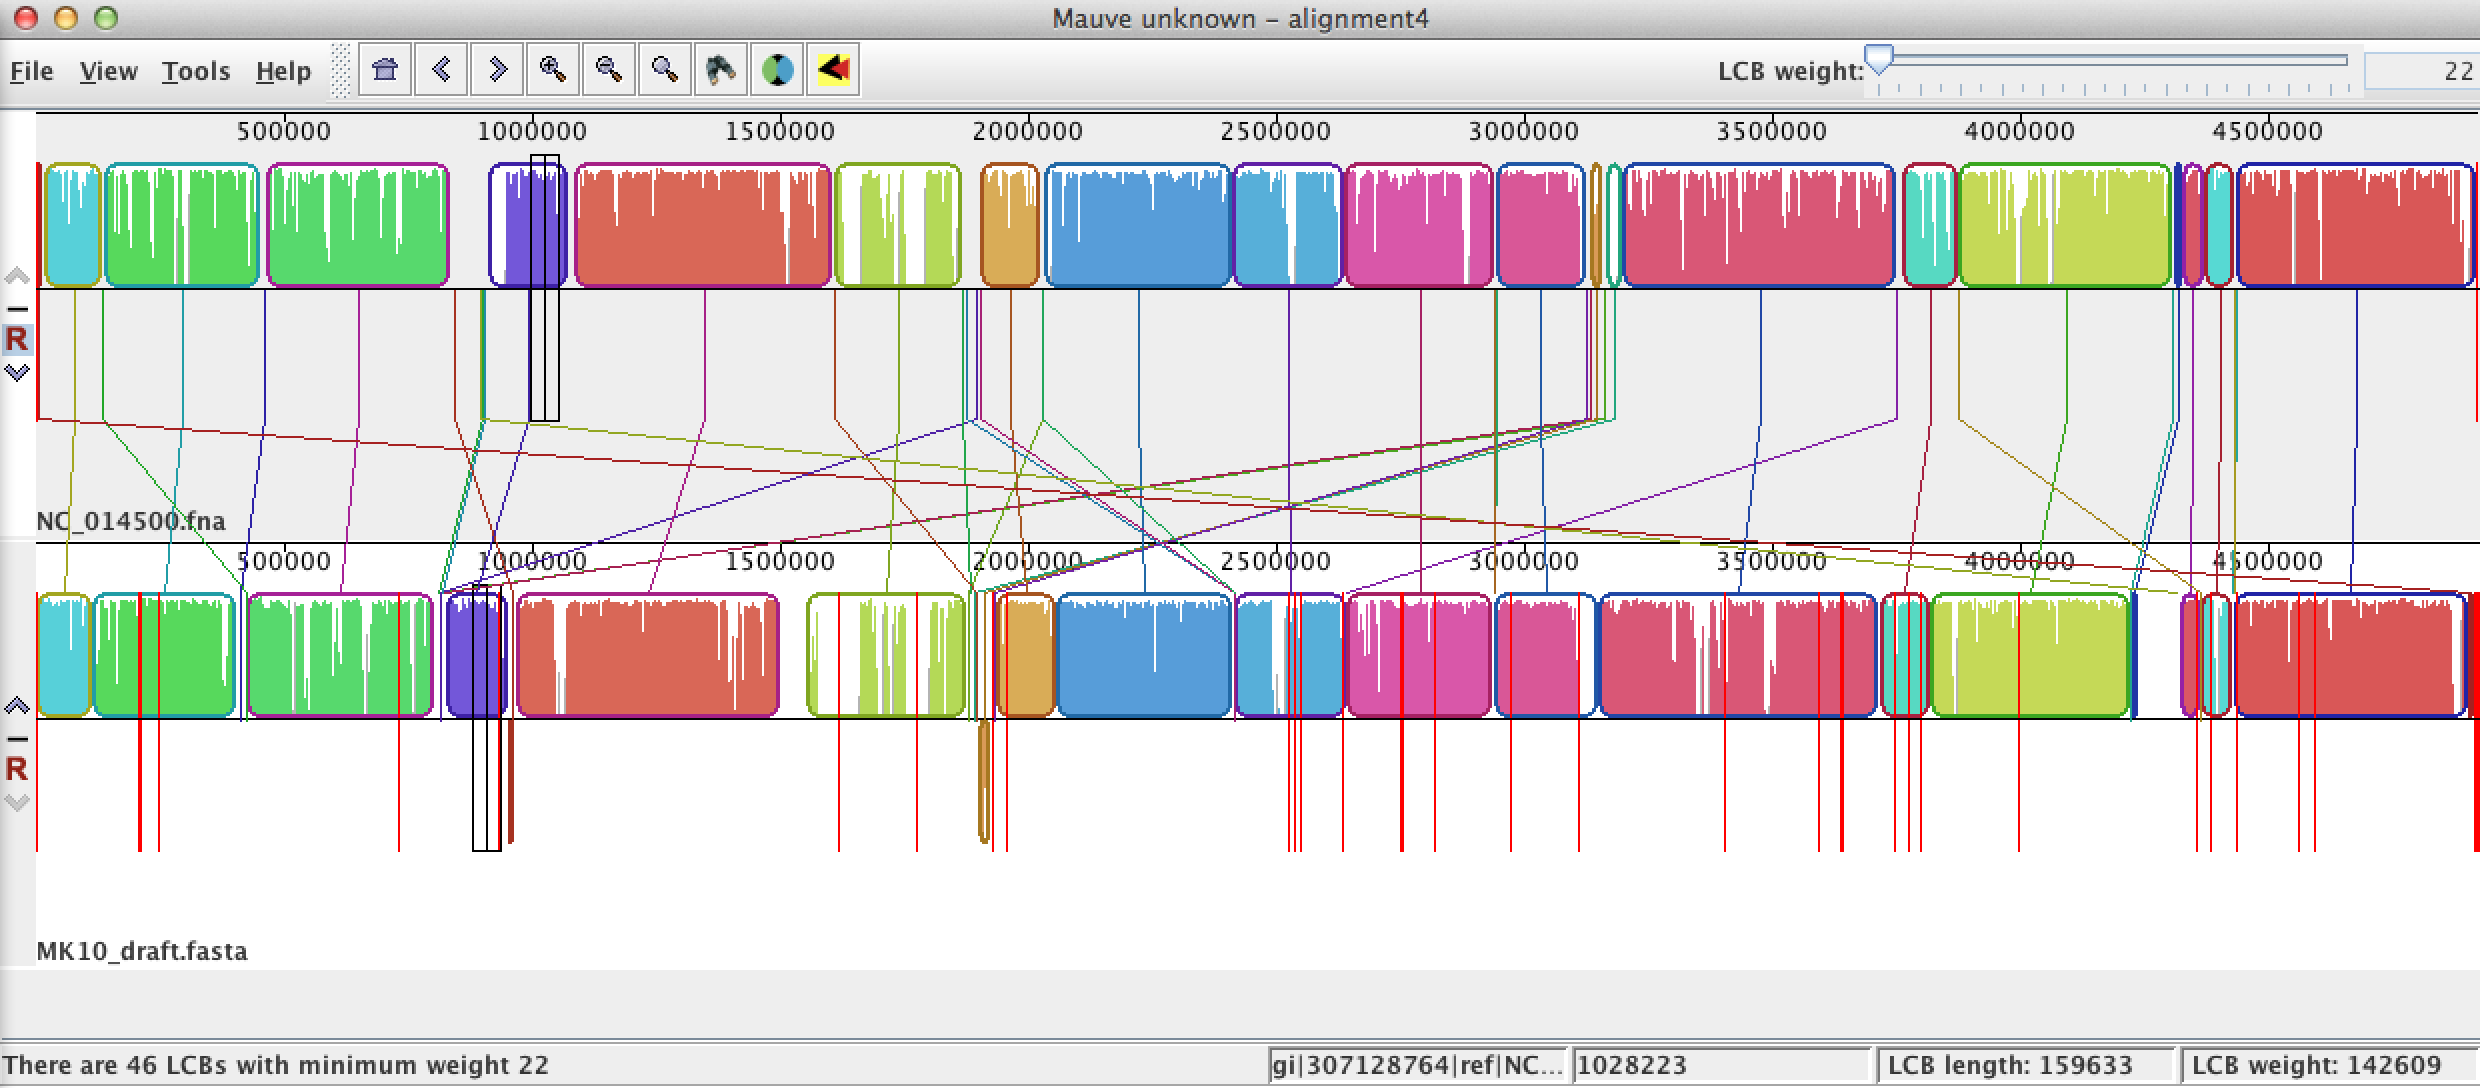 Mauve unknown - alignment4
File View Tools Help LCB weight: 22
500000 1000000 1500000 2000000 2500000 3000000 3500000 4000000 4500000
R
NC_014500.fna
500000 1000000 1500000 2000000 2500000 3000000 3500000 4000000 4500000
R
MK10_draft.fasta
There are 46 LCBs with minimum weight 22 gi|307128764|ref|NC... 1028223 LCB length: 159633 LCB weight: 142609